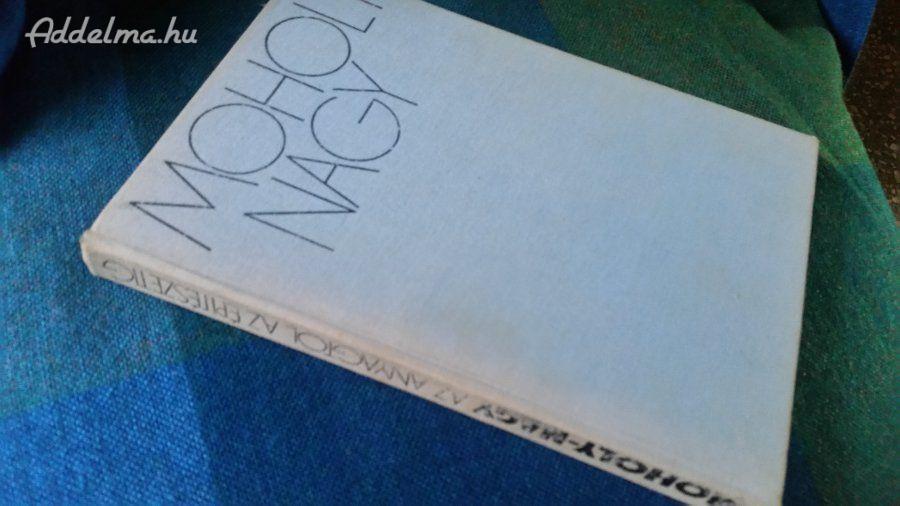 Addelma.hu
MOHOLY
NAGY
MOHOLY-NAGY AZ ANYAGTÓL AZ ÉPÍTÉSZETIG